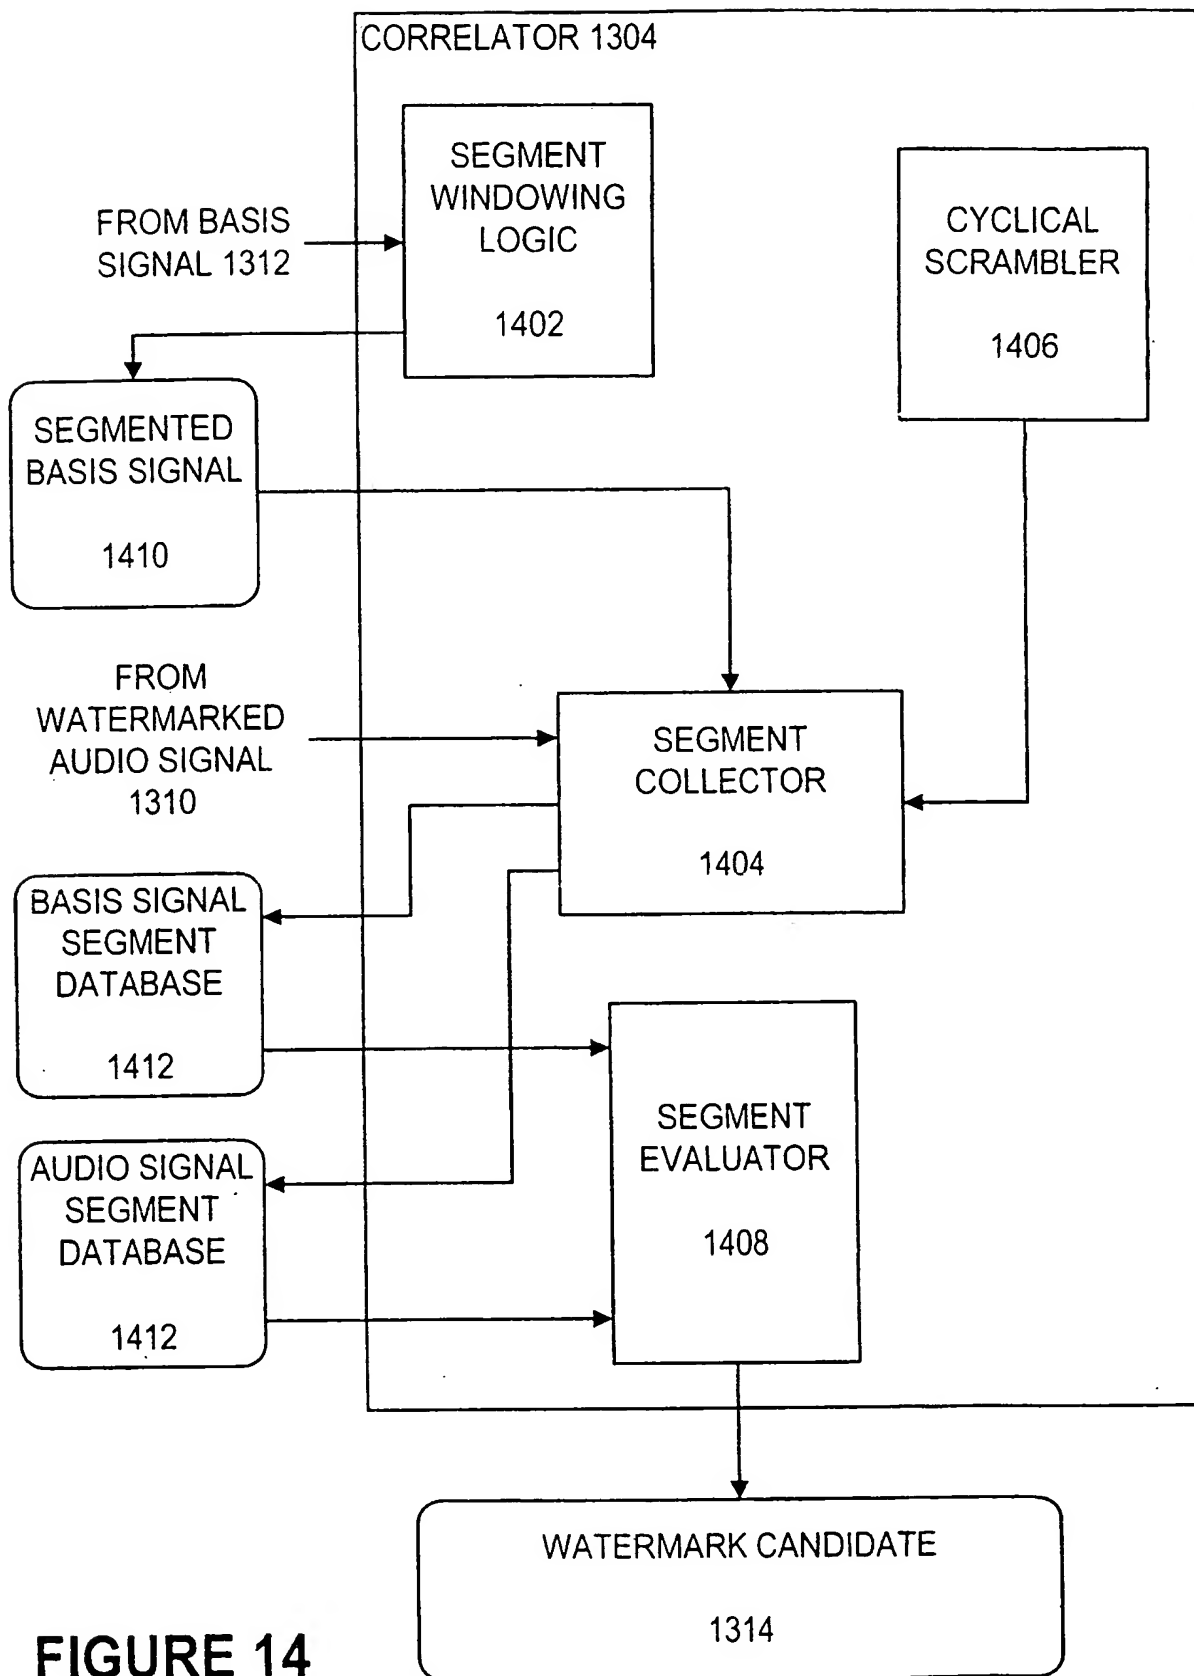 CORRELATOR 1304
SEGMENT
WINDOWING
LOGIC
1402
CYCLICAL
SCRAMBLER
1406
FROM BASIS
SIGNAL 1312
SEGMENTED
BASIS SIGNAL
1410
FROM
WATERMARKED
AUDIO SIGNAL
1310
SEGMENT
COLLECTOR
1404
BASIS SIGNAL
SEGMENT
DATABASE
1412
SEGMENT
EVALUATOR
1408
AUDIO SIGNAL
SEGMENT
DATABASE
1412
WATERMARK CANDIDATE
1314
FIGURE 14